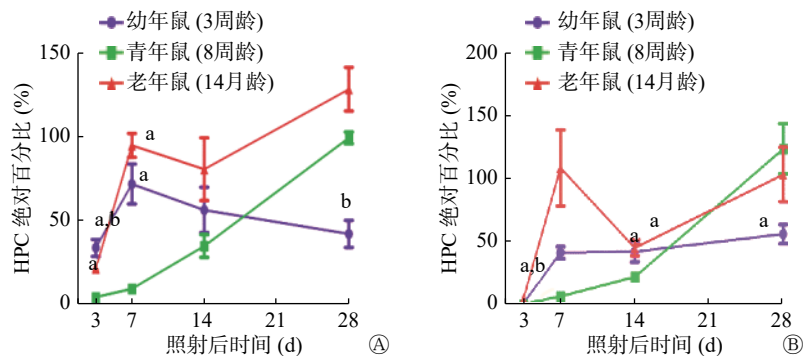 幼年鼠 (3周龄)
青年鼠 (8周龄)
老年鼠 (14月龄)
HPC 绝对百分比 (%)
150
100
50
0
a
a
a,b
a
b
3 7 14 21 28
照射后时间 (d)
Ⓐ
幼年鼠 (3周龄)
青年鼠 (8周龄)
老年鼠 (14月龄)
HPC 绝对百分比 (%)
200
150
100
50
0
a,b
a
a
a
3 7 14 21 28
照射后时间 (d)
Ⓑ